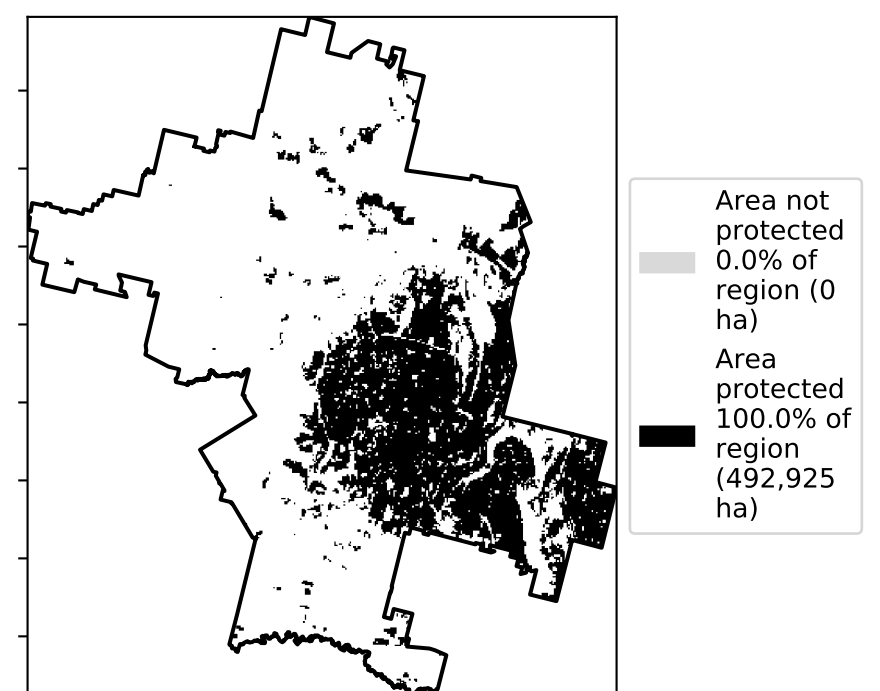 Area not
protected
0.0% of
region (0
ha)
Area
protected
100.0% of
region
(492,925
ha)